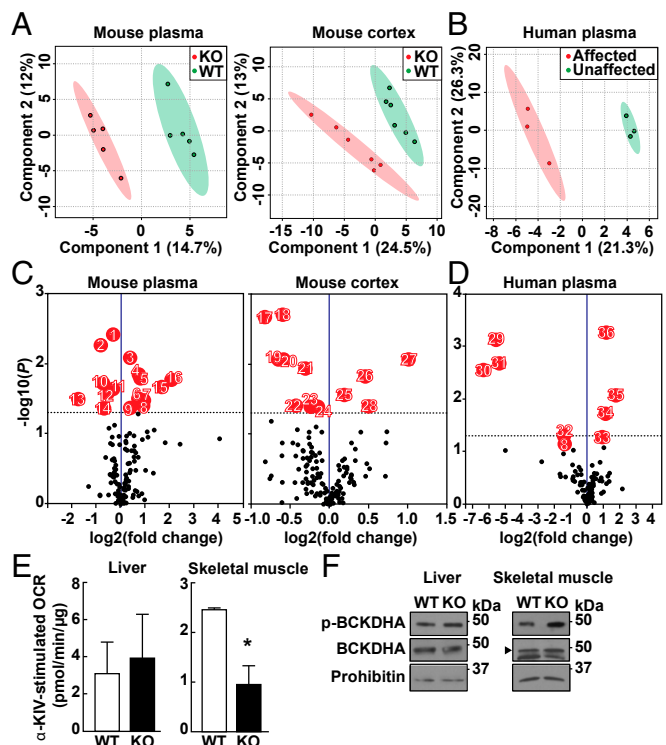 A
Mouse plasma
KO
WT
Component 2 (12%)
10
5
0
-5
-10
-5
0
5
Component 1 (14.7%)
Mouse cortex
KO
WT
Component 2 (13%)
10
5
0
-5
-10
-15
-10
-5
0
5
10
Component 1 (24.5%)
B
Human plasma
Affected
Unaffected
Component 2 (26.3%)
20
10
0
-10
-20
-8
-6
-4
-2
0
2
4
6
Component 1 (21.3%)
C
Mouse plasma
-log10(P)
3
2
1
0
1
2
3
4
5
6
7
8
9
10
11
12
13
14
15
16
-2
-1
0
1
2
3
4
5
log2(fold change)
Mouse cortex
17
18
19
20
21
22
23
24
25
26
27
28
-1.0
-0.5
0.0
0.5
1.0
1.5
log2(fold change)
D
Human plasma
4
3
2
1
0
29
30
31
32
8
33
34
35
36
-7
-6
-5
-4
-3
-2
-1
0
1
2
3
4
5
log2(fold change)
E
α-KIV-stimulated OCR
(pmol/min/µg)
Liver
8
6
4
2
0
WT
KO
Skeletal muscle
3
2
1
0
*
WT
KO
F
Liver
WT KO kDa
Skeletal muscle
WT KO kDa
p-BCKDHA
50
50
BCKDHA
50
50
Prohibitin
37
37